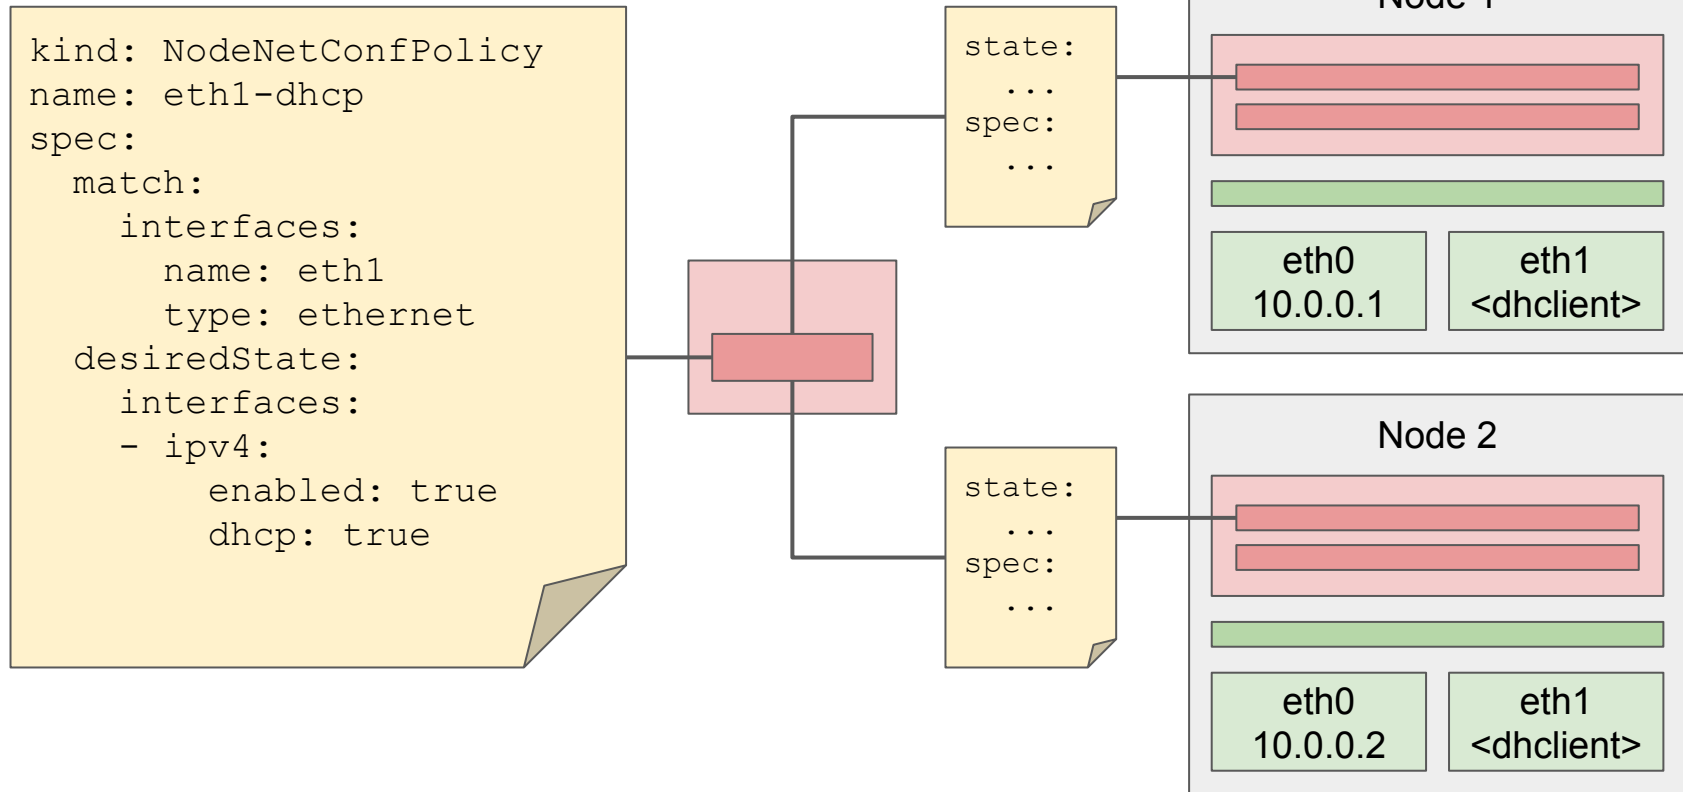 kind: NodeNetConfPolicy
name: eth1-dhcp
spec:
  match:
    interfaces:
      name: eth1
      type: ethernet
  desiredState:
    interfaces:
    - ipv4:
        enabled: true
        dhcp: true
state:
  ...
spec:
  ...
Node 1
eth0
10.0.0.1
eth1
<dhclient>
state:
  ...
spec:
  ...
Node 2
eth0
10.0.0.2
eth1
<dhclient>